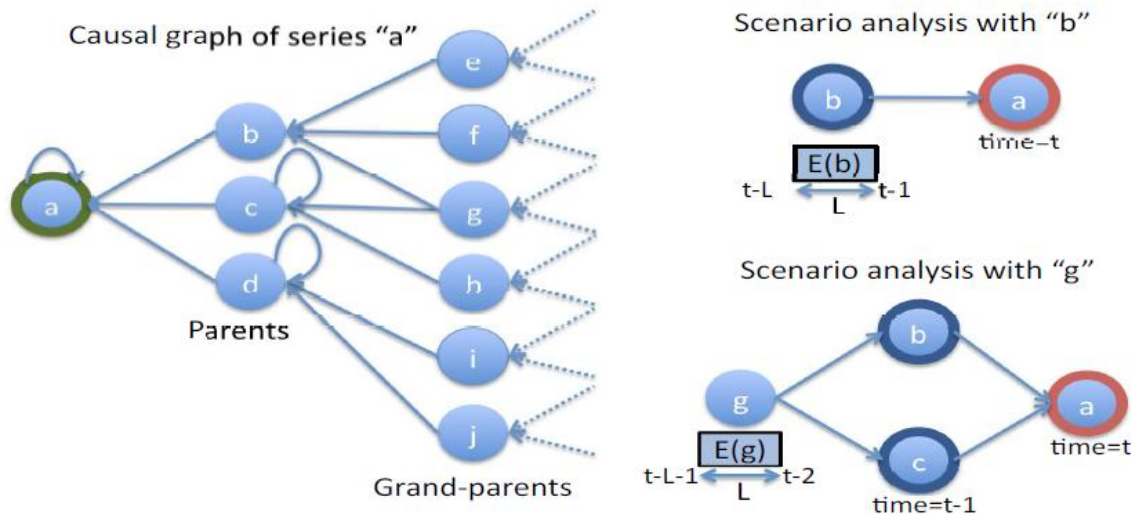 Causal graph of series “a”
a
b
c
d
Parents
e
f
g
h
i
j
Grand-parents
Scenario analysis with “b”
b
a
time=t
E(b)
t-L
t-1
L
Scenario analysis with “g”
b
g
a
time=t
E(g)
t-L-1
t-2
L
c
time=t-1